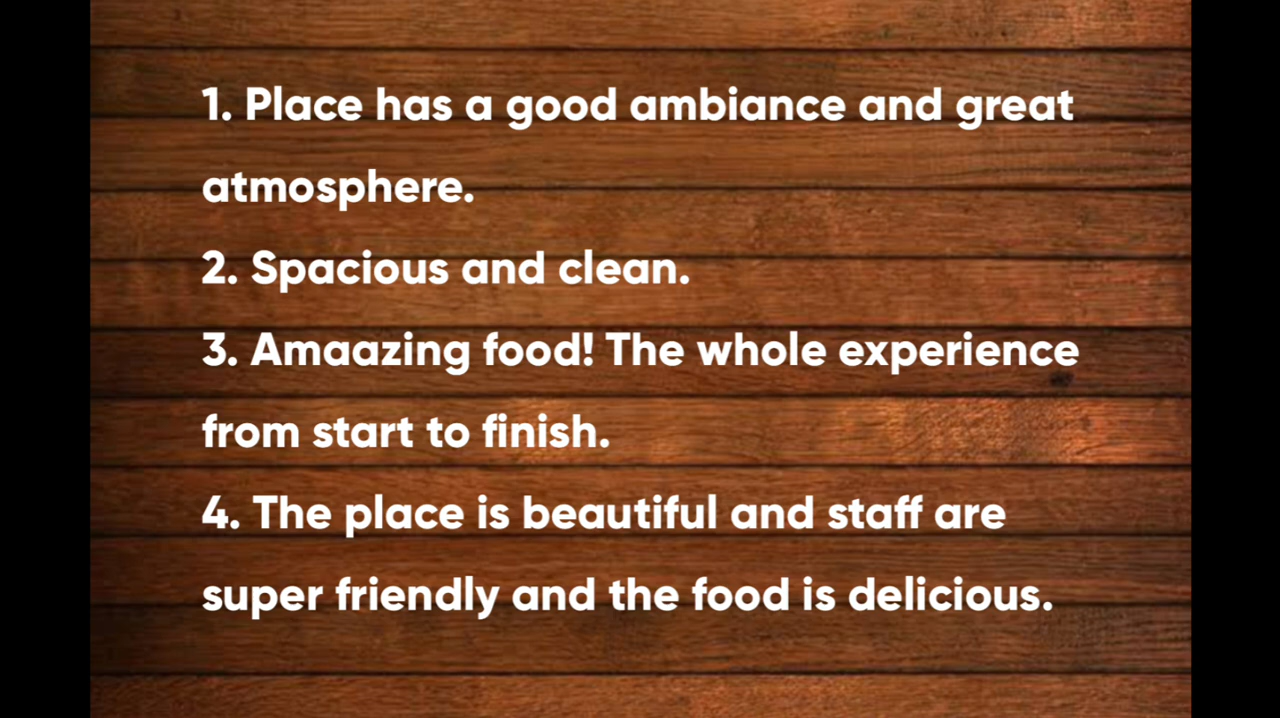 1. Place has a good ambiance and great
atmosphere.
2. Spacious and clean.
3. Amaazing food! The whole experience
from start to finish.
4. The place is beautiful and staff are
super friendly and the food is delicious.